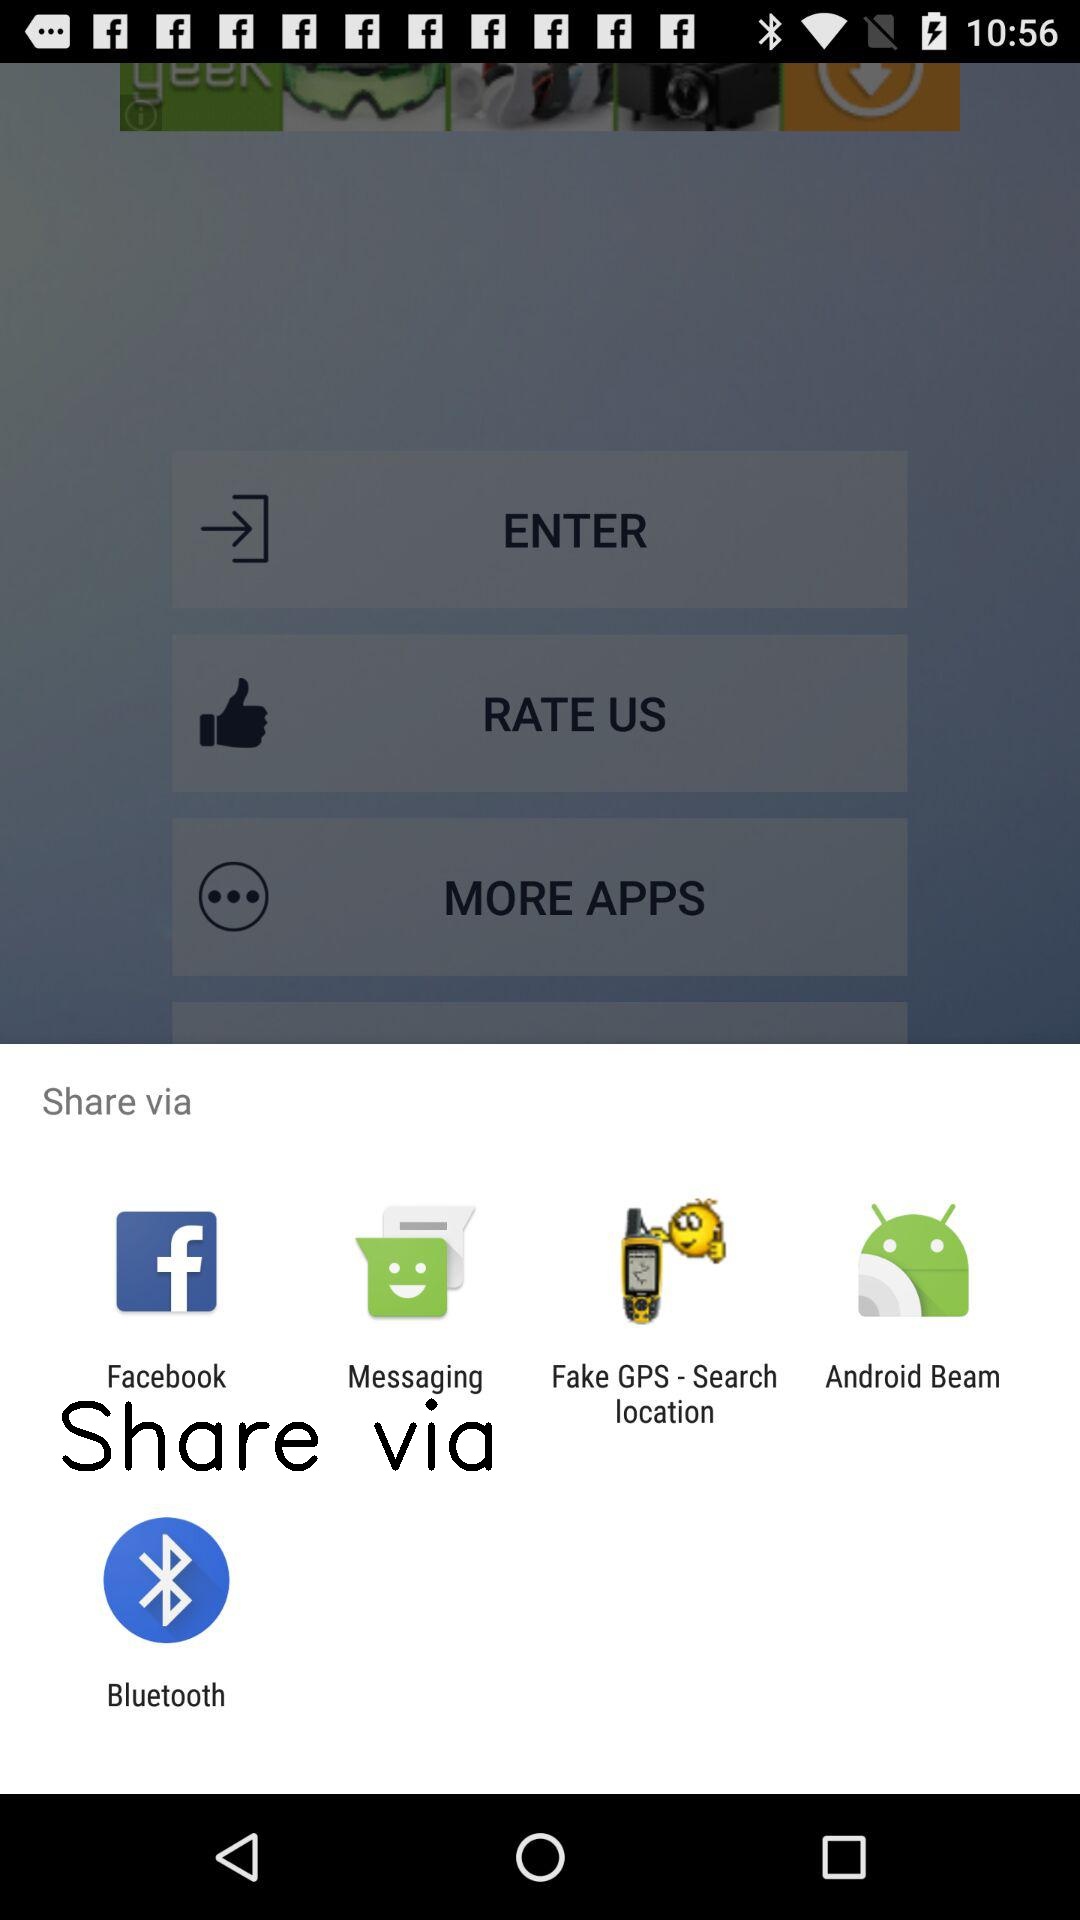 10:56
geek
ENTER
RATE US
MORE APPS
Share via
Facebook
Messaging
Fake GPS - Search
location
Android Beam
Share via
Bluetooth